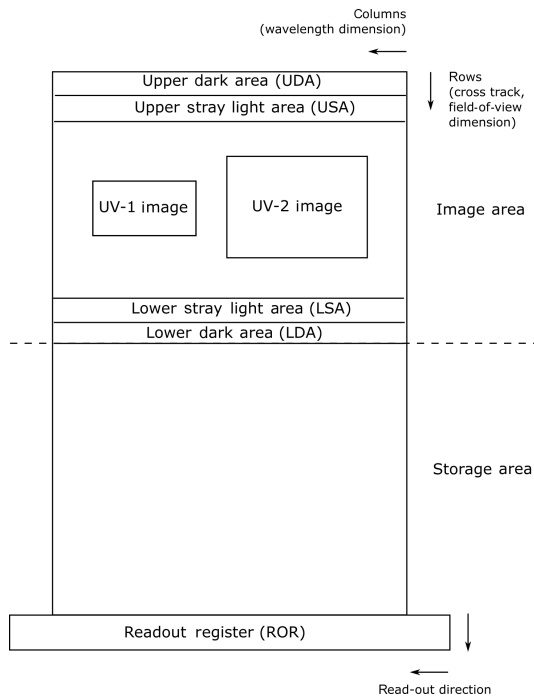 Columns
(wavelength dimension)
Upper dark area (UDA)
Rows
(cross track,
field-of-view
dimension)
Upper stray light area (USA)
UV-1 image
UV-2 image
Image area
Lower stray light area (LSA)
Lower dark area (LDA)
Storage area
Readout register (ROR)
Read-out direction